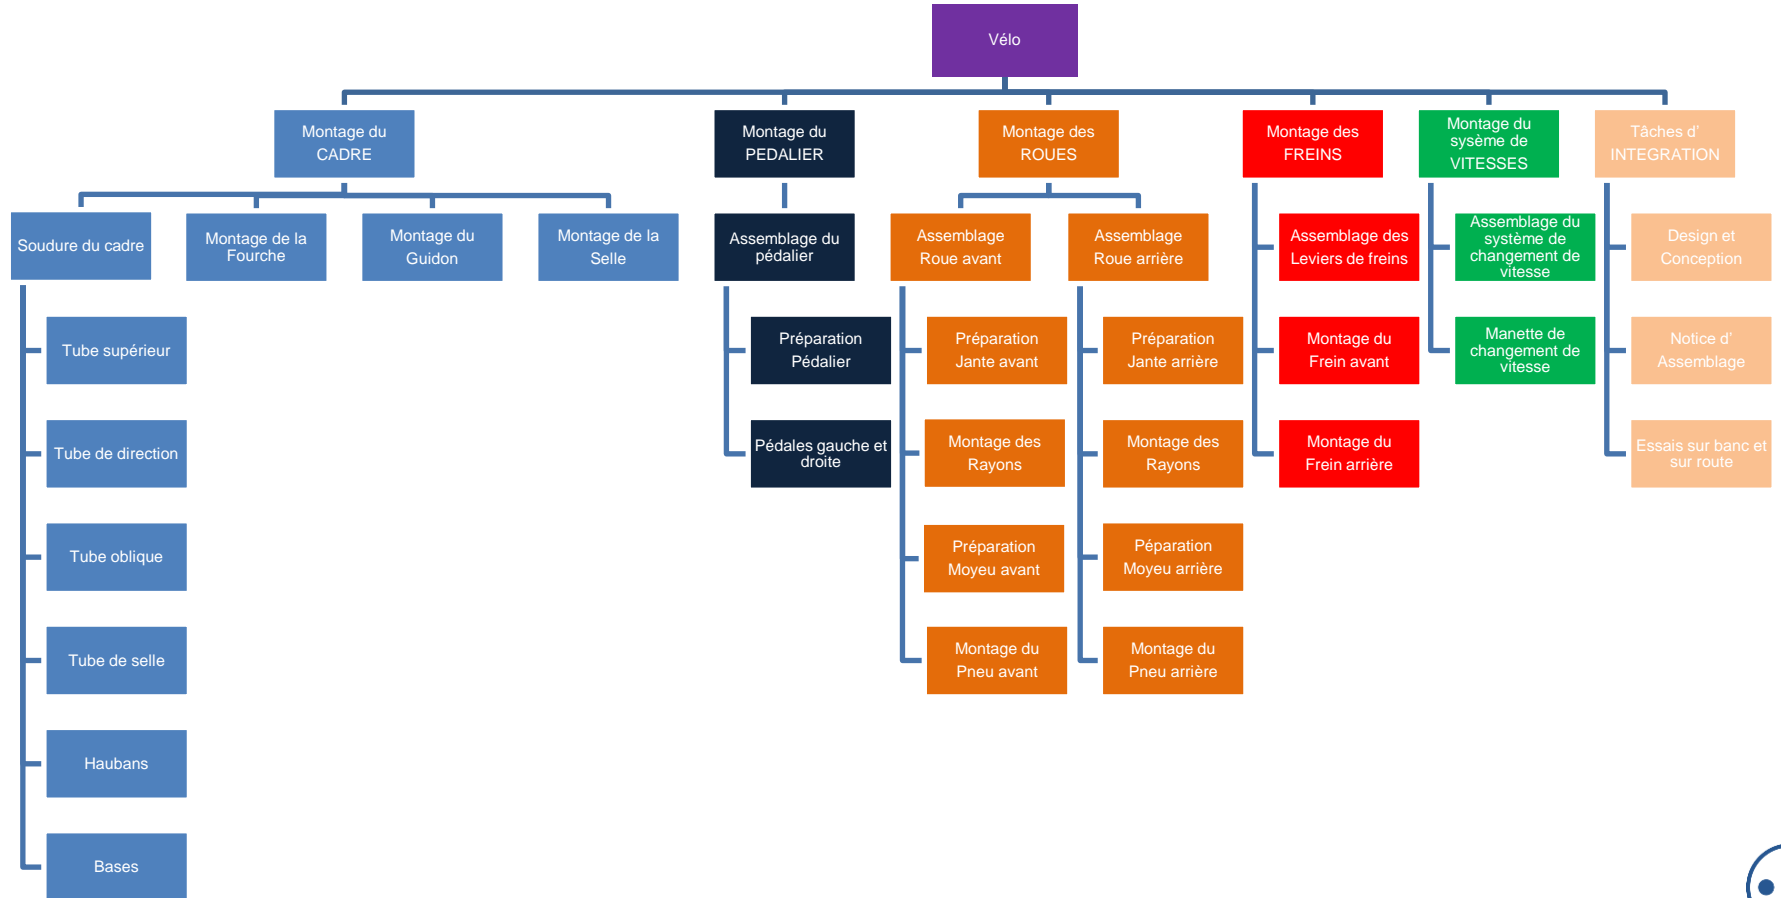 Vélo
Montage du
CADRE
Montage du
PEDALIER
Montage des
ROUES
Montage des
FREINS
Montage du
sysème de
VITESSES
Tâches d'
INTEGRATION
Soudure du cadre
Montage de la
Fourche
Montage du
Guidon
Montage de la
Selle
Assemblage du
pédalier
Assemblage
Roue avant
Assemblage
Roue arrière
Assemblage des
Leviers de freins
Assemblage du
système de
changement de
vitesse
Design et
Conception
Tube supérieur
Préparation
Pédalier
Préparation
Jante avant
Préparation
Jante arrière
Montage du
Frein avant
Manette de
changement de
vitesse
Notice d'
Assemblage
Tube de direction
Pédales gauche et
droite
Montage des
Rayons
Montage des
Rayons
Montage du
Frein arrière
Essais sur banc et
sur route
Tube oblique
Préparation
Moyeu avant
Péparation
Moyeu arrière
Tube de selle
Montage du
Pneu avant
Montage du
Pneu arrière
Haubans
Bases